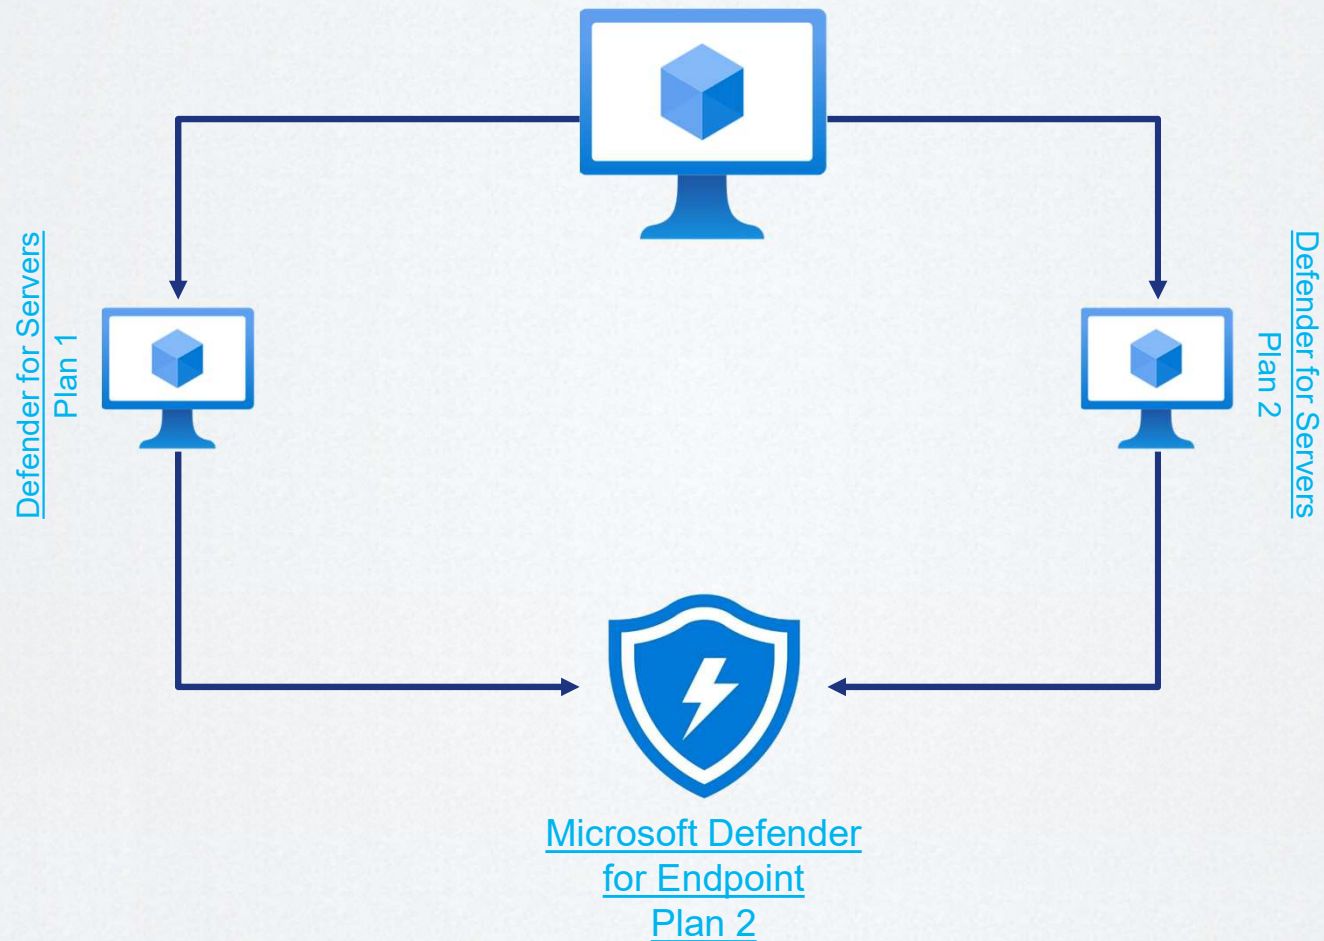 Defender for Servers
Plan 1
Defender for Servers
Plan 2
Microsoft Defender
for Endpoint
Plan 2